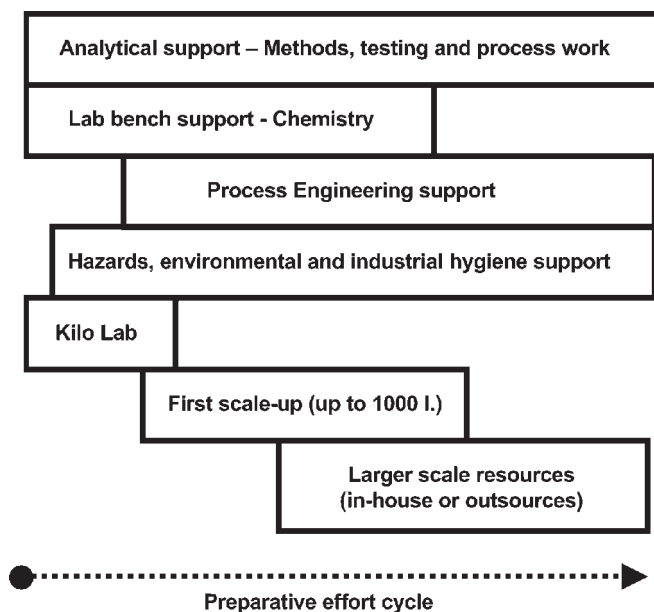 Analytical support – Methods, testing and process work
Lab bench support - Chemistry
Process Engineering support
Hazards, environmental and industrial hygiene support
Kilo Lab
First scale-up (up to 1000 l.)
Larger scale resources
(in-house or outsources)
Preparative effort cycle